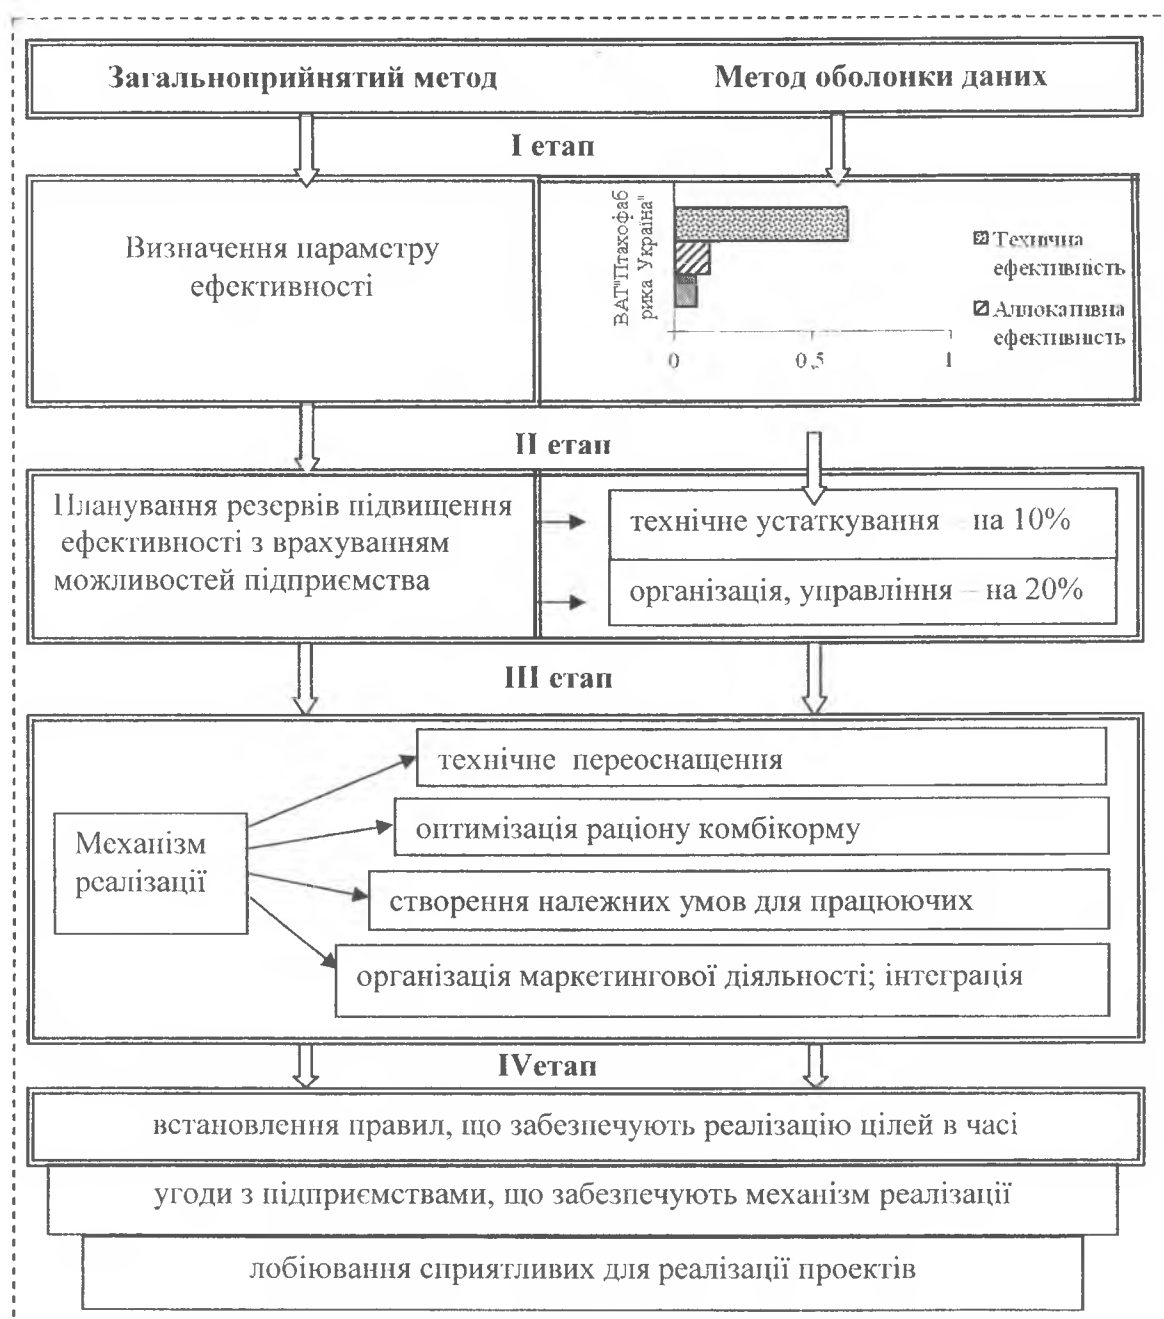 Загальноприйнятий метод
Метод оболонки даних
I етап
Визначення параметру
ефективності
ВАТ"Птахофаб
рика Україна"
Технічна
ефективність
Аллокативна
ефективність
0
0,5
1
II етап
Планування резервів підвищення
ефективності з врахуванням
можливостей підприємства
технічне устаткування – на 10%
організація, управління – на 20%
III етап
Механізм
реалізації
технічне переоснащення
оптимізація раціону комбікорму
створення належних умов для працюючих
організація маркетингової діяльності; інтеграція
IVетап
встановлення правил, що забезпечують реалізацію цілей в часі
угоди з підприємствами, що забезпечують механізм реалізації
лобіювання сприятливих для реалізації проектів